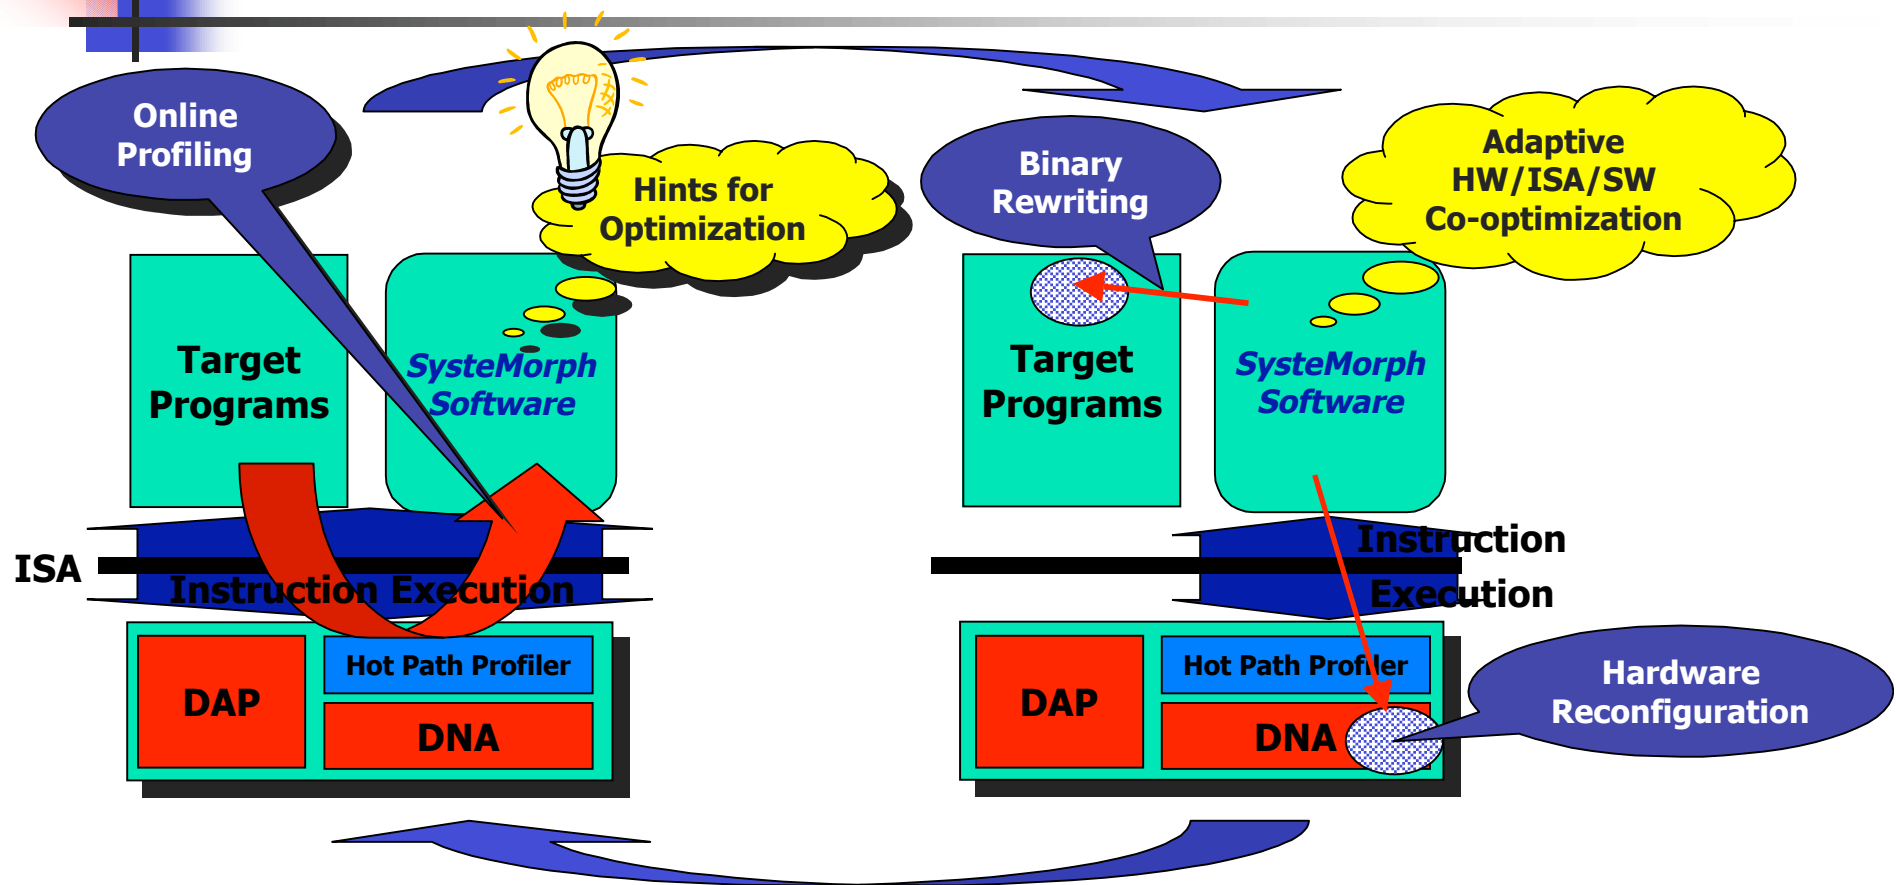 Online
Profiling
Hints for
Optimization
Target
Programs
SysteMorph
Software
ISA
Instruction Execution
DAP
Hot Path Profiler
DNA
Binary
Rewriting
Adaptive
HW/ISA/SW
Co-optimization
Target
Programs
SysteMorph
Software
Instruction
Execution
DAP
Hot Path Profiler
DNA
Hardware
Reconfiguration